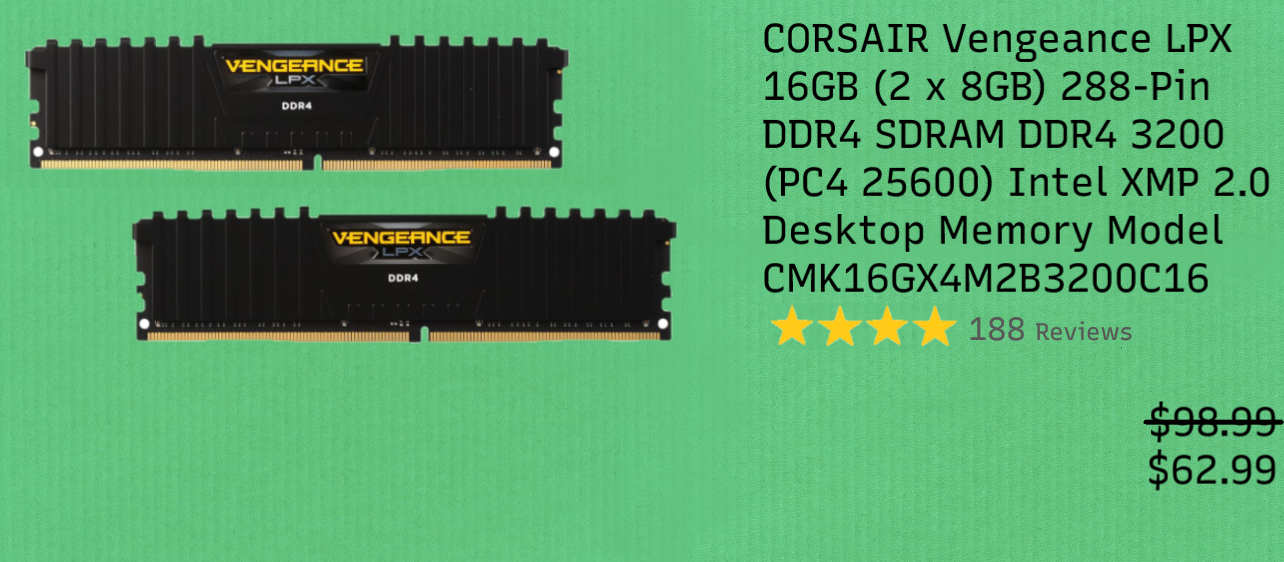 VENGEANCE
LPX
DDR4
VENGEANCE
LPX
DDR4
CORSAIR Vengeance LPX
16GB (2 x 8GB) 288-Pin
DDR4 SDRAM DDR4 3200
(PC4 25600) Intel XMP 2.0
Desktop Memory Model
CMK16GX4M2B3200C16
188 Reviews
$98.99
$62.99